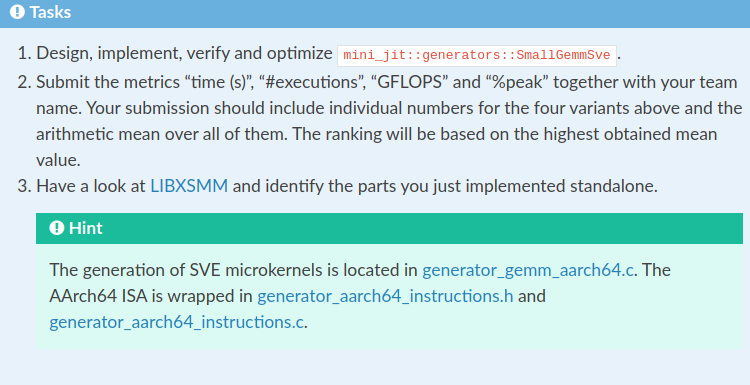 Tasks
1. Design, implement, verify and optimize mini_jit::generators::SmallGemmSve.
2. Submit the metrics “time (s)”, “#executions”, “GFLOPS” and “%peak” together with your team
name. Your submission should include individual numbers for the four variants above and the
arithmetic mean over all of them. The ranking will be based on the highest obtained mean
value.
3. Have a look at LIBXSMM and identify the parts you just implemented standalone.
Hint
The generation of SVE microkernels is located in generator_gemm_aarch64.c. The
AArch64 ISA is wrapped in generator_aarch64_instructions.h and
generator_aarch64_instructions.c.